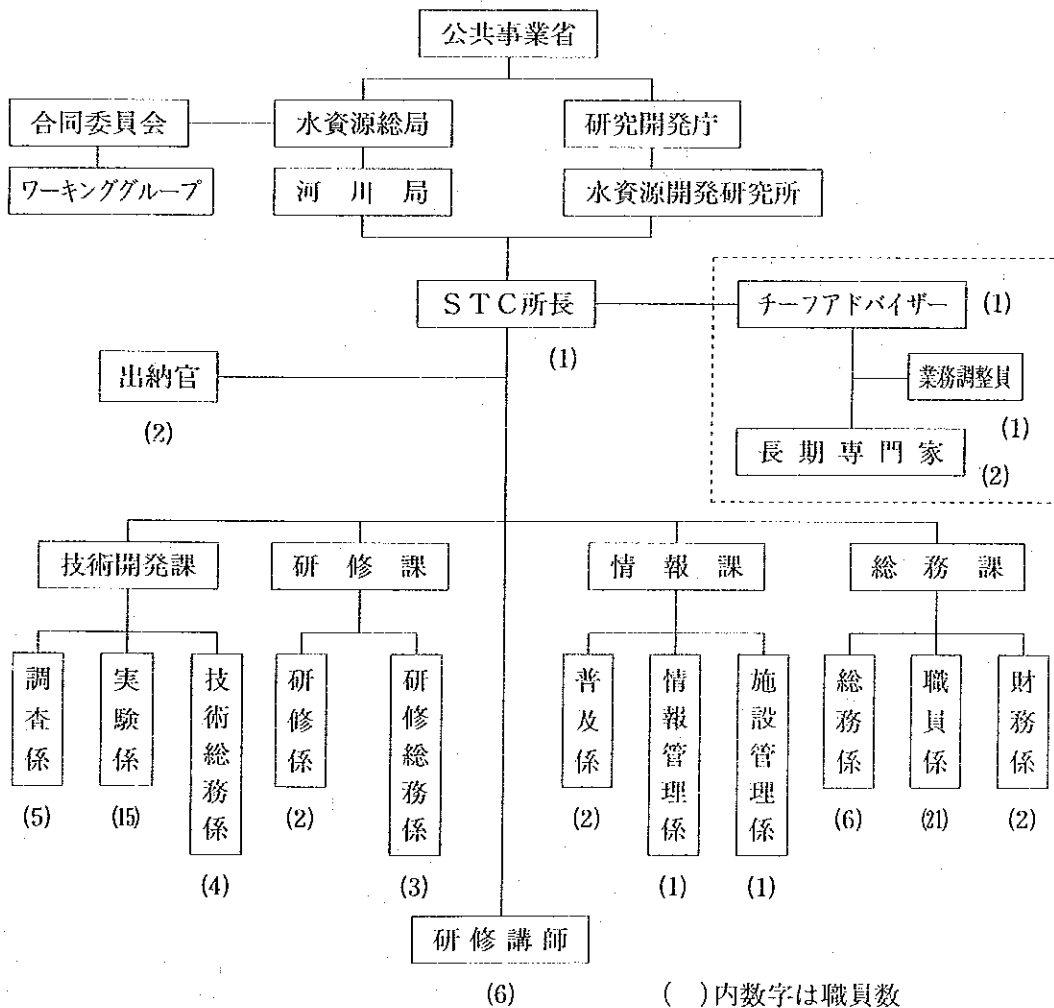 公共事業省
合同委員会
水資源総局
研究開発庁
ワーキンググループ
河川局
水資源開発研究所
STC所長
(1)
チーフアドバイザー
(1)
業務調整員
(1)
長期専門家
(2)
出納官
(2)
技術開発課
研修課
情報課
総務課
調査係
(5)
実験係
(15)
技術総務係
(4)
研修係
(2)
研修総務係
(3)
普及係
(2)
情報管理係
(1)
施設管理係
(1)
総務係
(6)
職員係
(21)
財務係
(2)
研修講師
(6)
( )内数字は職員数